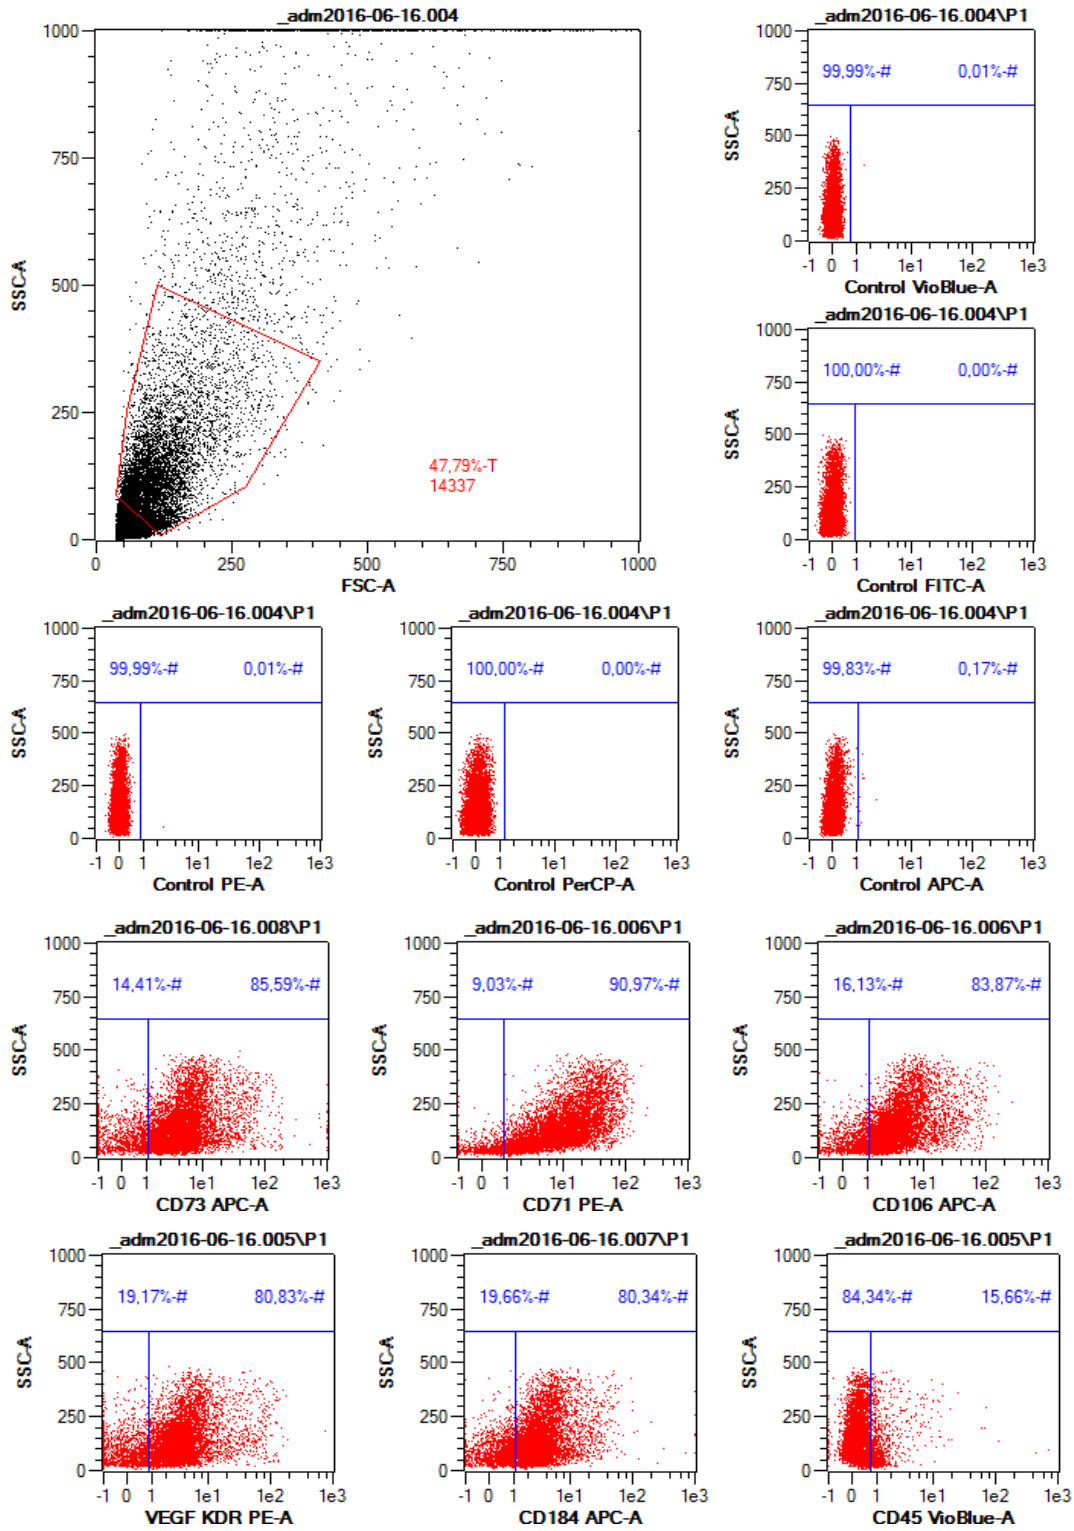 _adm2016-06-16.004
1000
750
500
250
0
SSC-A
47,79%-T
14337
0 250 500 750 1000
FSC-A
_adm2016-06-16.004\P1
1000
750
500
250
0
SSC-A
99,99%-# 0,01%-#
-1 0 1 1e1 1e2 1e3
Control VioBlue-A
_adm2016-06-16.004\P1
1000
750
500
250
0
SSC-A
100,00%-# 0,00%-#
-1 0 1 1e1 1e2 1e3
Control FITC-A
_adm2016-06-16.004\P1
1000
750
500
250
0
SSC-A
99,99%-# 0,01%-#
-1 0 1 1e1 1e2 1e3
Control PE-A
_adm2016-06-16.004\P1
1000
750
500
250
0
SSC-A
100,00%-# 0,00%-#
-1 0 1 1e1 1e2 1e3
Control PerCP-A
_adm2016-06-16.004\P1
1000
750
500
250
0
SSC-A
99,83%-# 0,17%-#
-1 0 1 1e1 1e2 1e3
Control APC-A
_adm2016-06-16.008\P1
1000
750
500
250
0
SSC-A
14,41%-# 85,59%-#
-1 0 1 1e1 1e2 1e3
CD73 APC-A
_adm2016-06-16.006\P1
1000
750
500
250
0
SSC-A
9,03%-# 90,97%-#
-1 0 1 1e1 1e2 1e3
CD71 PE-A
_adm2016-06-16.006\P1
1000
750
500
250
0
SSC-A
16,13%-# 83,87%-#
-1 0 1 1e1 1e2 1e3
CD106 APC-A
_adm2016-06-16.005\P1
1000
750
500
250
0
SSC-A
19,17%-# 80,83%-#
-1 0 1 1e1 1e2 1e3
VEGF KDR PE-A
_adm2016-06-16.007\P1
1000
750
500
250
0
SSC-A
19,66%-# 80,34%-#
-1 0 1 1e1 1e2 1e3
CD184 APC-A
_adm2016-06-16.005\P1
1000
750
500
250
0
SSC-A
84,34%-# 15,66%-#
-1 0 1 1e1 1e2 1e3
CD45 VioBlue-A